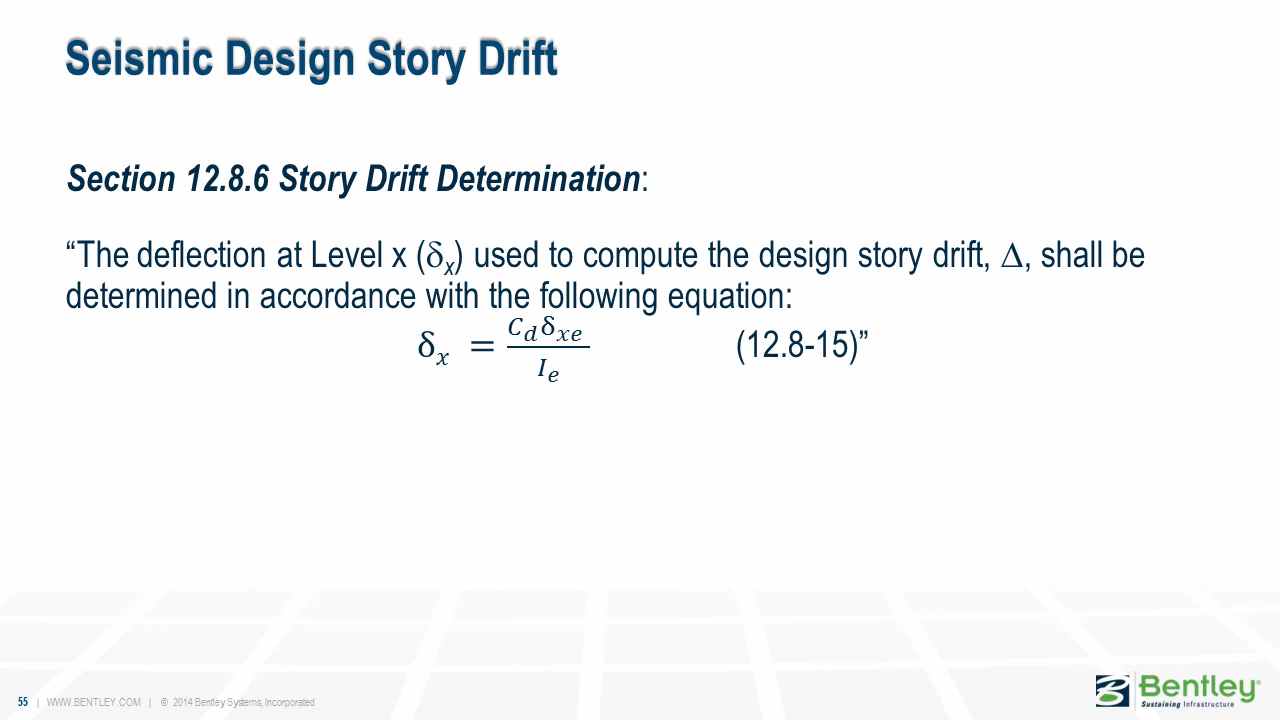 Seismic Design Story Drift
Section 12.8.6 Story Drift Determination:
“The deflection at Level x (δx) used to compute the design story drift, Δ, shall be
determined in accordance with the following equation:
δx = Cdδxe / Ie (12.8-15)”
55 | WWW.BENTLEY.COM | © 2014 Bentley Systems, Incorporated
Bentley®
Sustaining Infrastructure